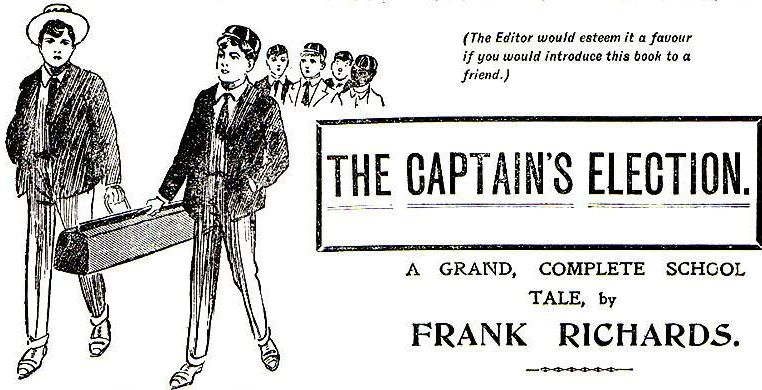 (The Editor would esteem it a favour
if you would introduce this book to a
friend.)
THE CAPTAIN'S ELECTION.
A GRAND, COMPLETE SCHOOL
TALE, by
FRANK RICHARDS.